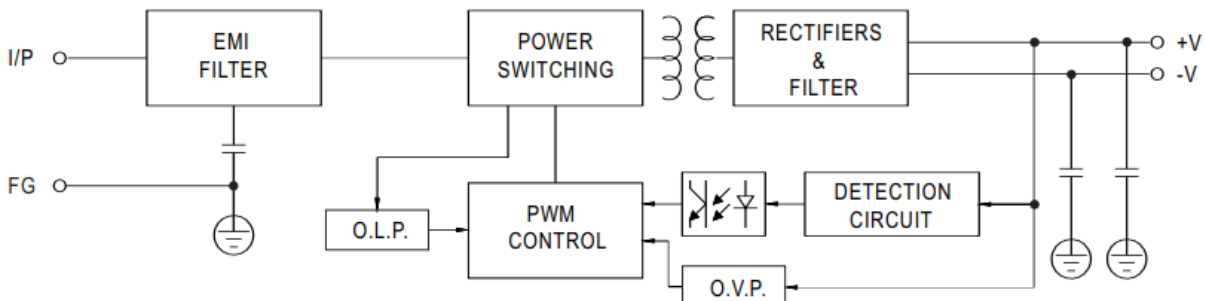 I/P
EMI
FILTER
POWER
SWITCHING
RECTIFIERS
&
FILTER
+V
-V
FG
O.L.P.
PWM
CONTROL
DETECTION
CIRCUIT
O.V.P.